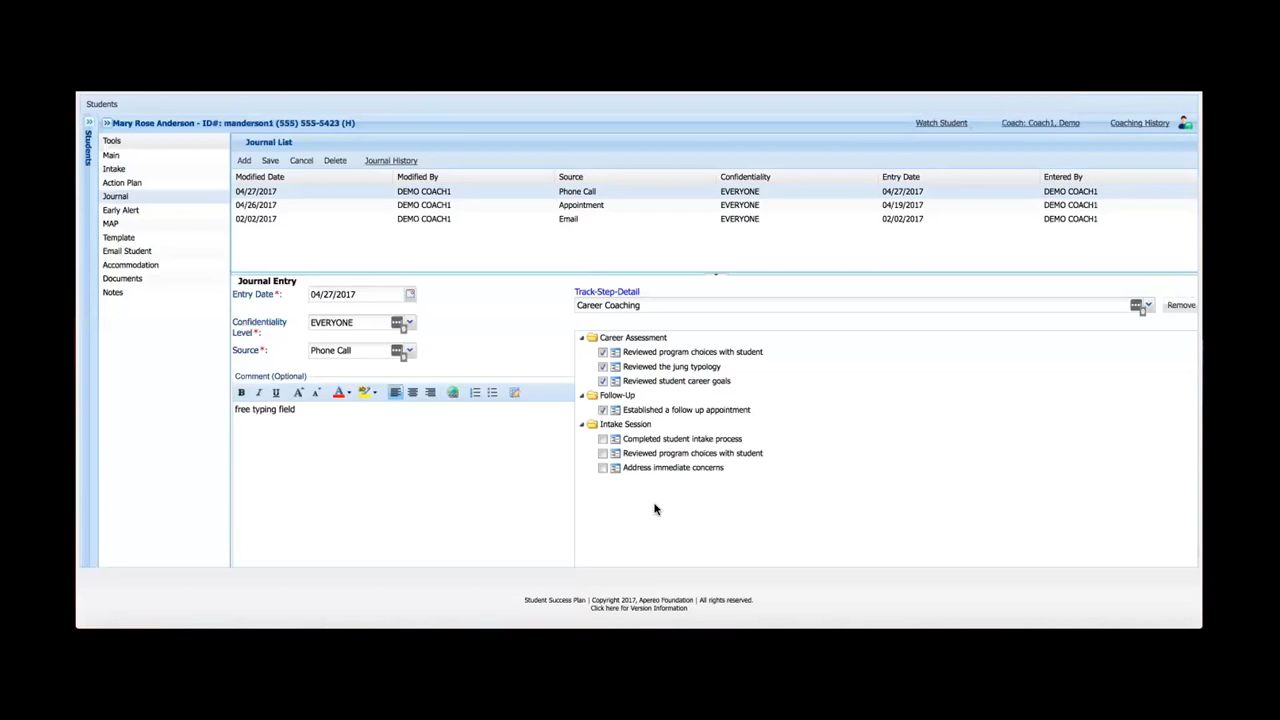 Students
Mary Rose Anderson - ID#: manderson1 (555) 555-5423 (H)
Watch Student
Coach: Coach1, Demo
Coaching History
Students
Tools
Main
Intake
Action Plan
Journal
Early Alert
MAP
Template
Email Student
Accommodation
Documents
Notes
Journal List
Add Save Cancel Delete Journal History
Modified Date Modified By Source Confidentiality Entry Date Entered By
04/27/2017 DEMO COACH1 Phone Call EVERYONE 04/27/2017 DEMO COACH1
04/26/2017 DEMO COACH1 Appointment EVERYONE 04/19/2017 DEMO COACH1
02/02/2017 DEMO COACH1 Email EVERYONE 02/02/2017 DEMO COACH1
Journal Entry
Entry Date*: 04/27/2017
Confidentiality EVERYONE
Level*:
Source*: Phone Call
Comment (Optional)
B I U A A A
free typing field
Track-Step-Detail
Career Coaching Remove
Career Assessment
Reviewed program choices with student
Reviewed the jung typology
Reviewed student career goals
Follow-Up
Established a follow up appointment
Intake Session
Completed student intake process
Reviewed program choices with student
Address immediate concerns
Student Success Plan | Copyright 2017, Apereo Foundation | All rights reserved.
Click here for Version Information